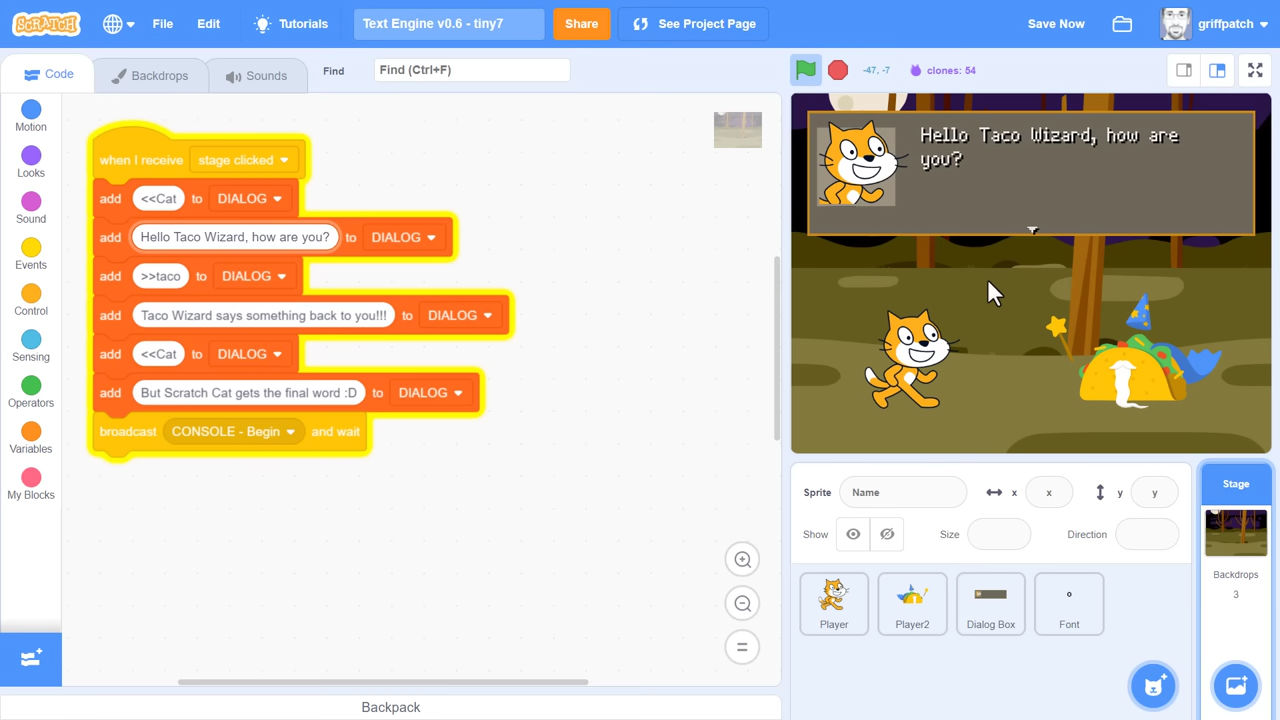 SCRATCH
File
Edit
Tutorials
Text Engine v0.6 - tiny7
Share
See Project Page
Save Now
griffpatch
Code
Backdrops
Sounds
Find
Find (Ctrl+F)
-47, -7
clones: 54
Motion
Looks
Sound
Events
Control
Sensing
Operators
Variables
My Blocks
when I receive stage clicked
add <<Cat to DIALOG
add Hello Taco Wizard, how are you? to DIALOG
add >>taco to DIALOG
add Taco Wizard says something back to you!!! to DIALOG
add <<Cat to DIALOG
add But Scratch Cat gets the final word :D to DIALOG
broadcast CONSOLE - Begin and wait
Hello Taco Wizard, how are
you?
Sprite Name x x y y
Show Size Direction
Player
Player2
Dialog Box
Font
Stage
Backdrops
3
Backpack